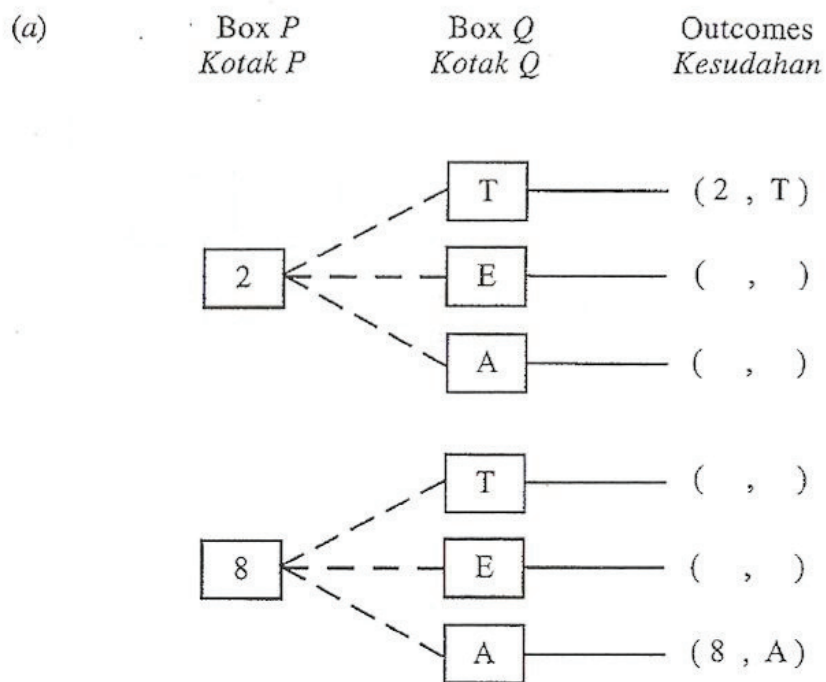 (a) Box P Box Q Outcomes
Kotak P Kotak Q Kesudahan
T (2 , T)
2 E ( , )
A ( , )
T ( , )
8 E ( , )
A (8 , A)